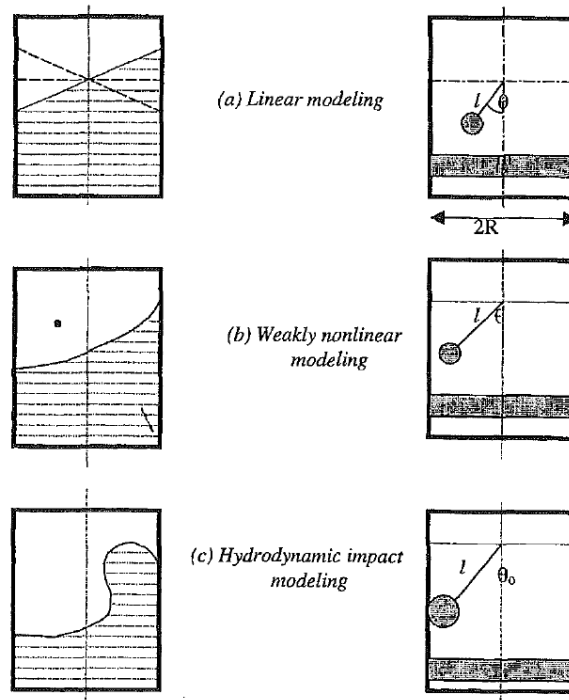 (a) Linear modeling
l
θ
2R
(b) Weakly nonlinear
modeling
l
(c) Hydrodynamic impact
modeling
l
θ₀